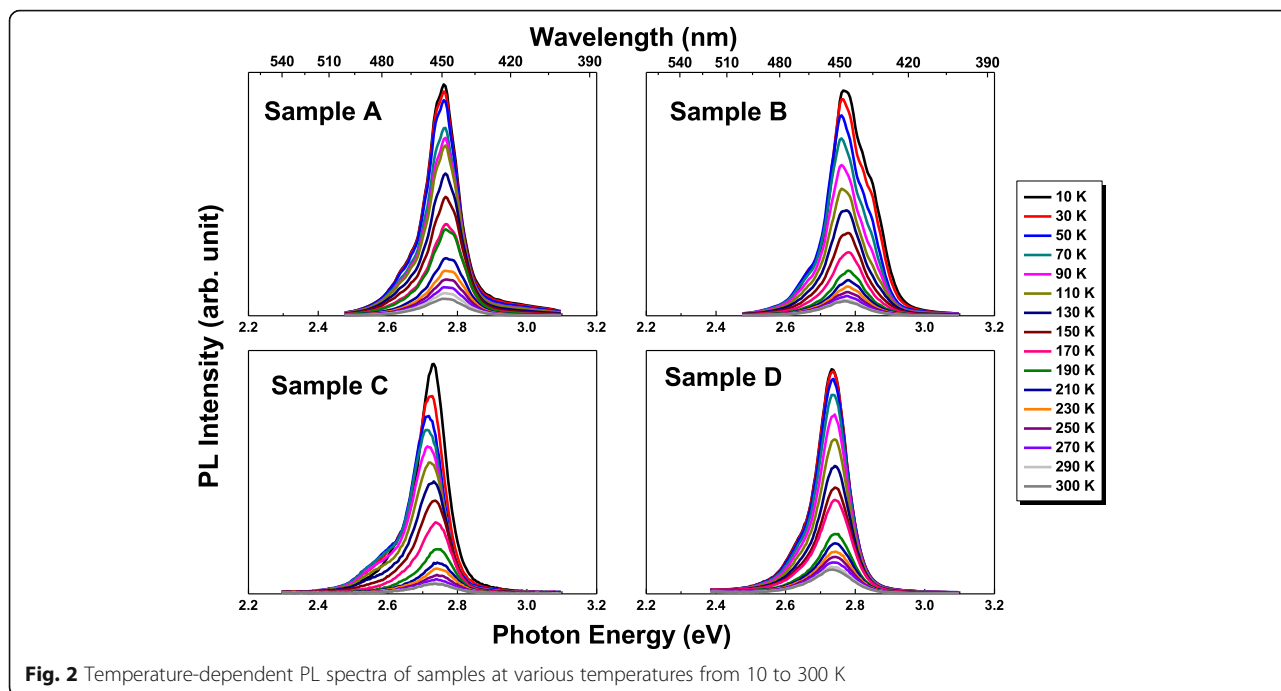 Wavelength (nm)
540 510 480 450 420 390
540 510 480 450 420 390
Sample A
Sample B
2.2 2.4 2.6 2.8 3.0 3.2
2.2 2.4 2.6 2.8 3.0 3.2
PL Intensity (arb. unit)
10 K
30 K
50 K
70 K
90 K
110 K
130 K
150 K
170 K
190 K
210 K
230 K
250 K
270 K
290 K
300 K
Sample C
Sample D
2.2 2.4 2.6 2.8 3.0 3.2
2.2 2.4 2.6 2.8 3.0 3.2
Photon Energy (eV)
Fig. 2 Temperature-dependent PL spectra of samples at various temperatures from 10 to 300 K